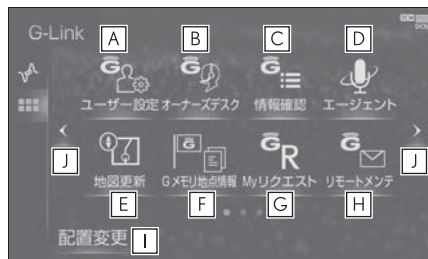 G-Link
DCM
A B C D
ユーザー設定 オーナーズデスク 情報確認 エージェント
J J
地図更新 Gメモリ地点情報 Myリクエスト リモートメンテ
E F G H
配置変更 I